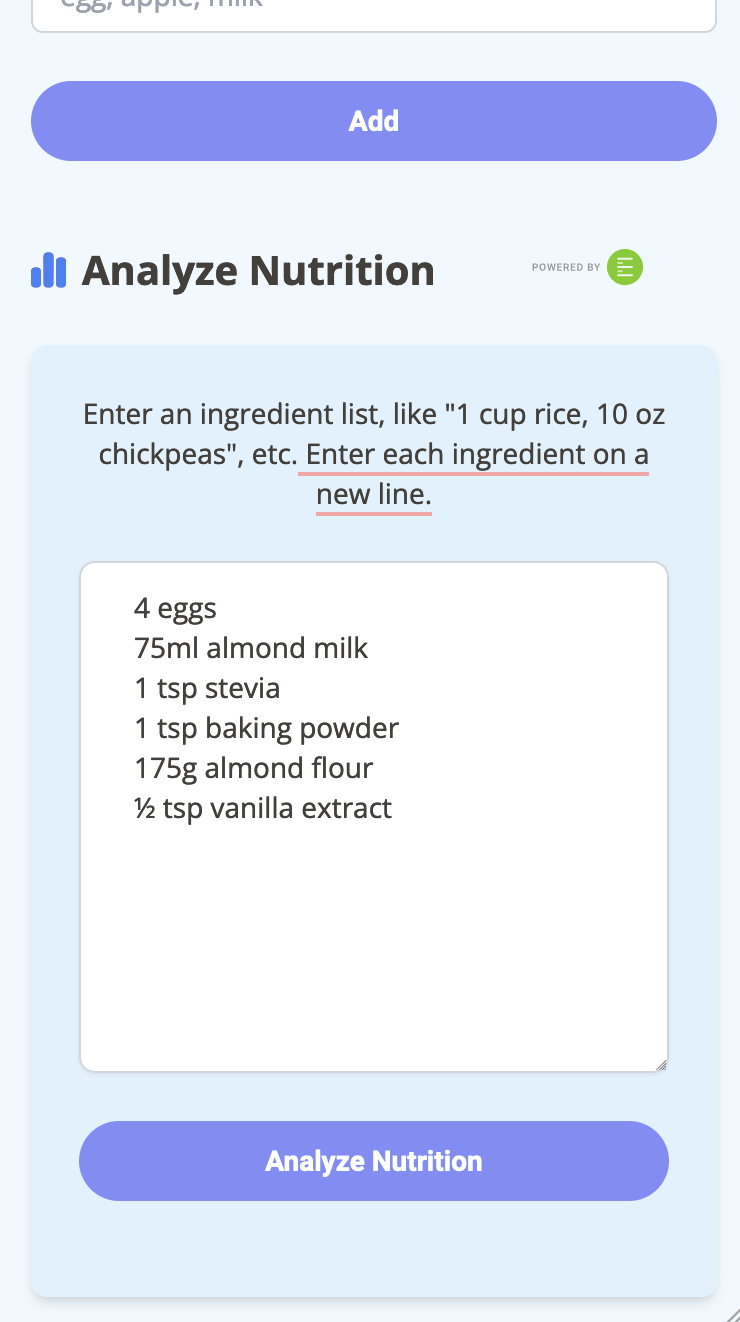 egg, apple, milk
Add
Analyze Nutrition
POWERED BY
Enter an ingredient list, like "1 cup rice, 10 oz
chickpeas", etc. Enter each ingredient on a
new line.
4 eggs
75ml almond milk
1 tsp stevia
1 tsp baking powder
175g almond flour
½ tsp vanilla extract
Analyze Nutrition